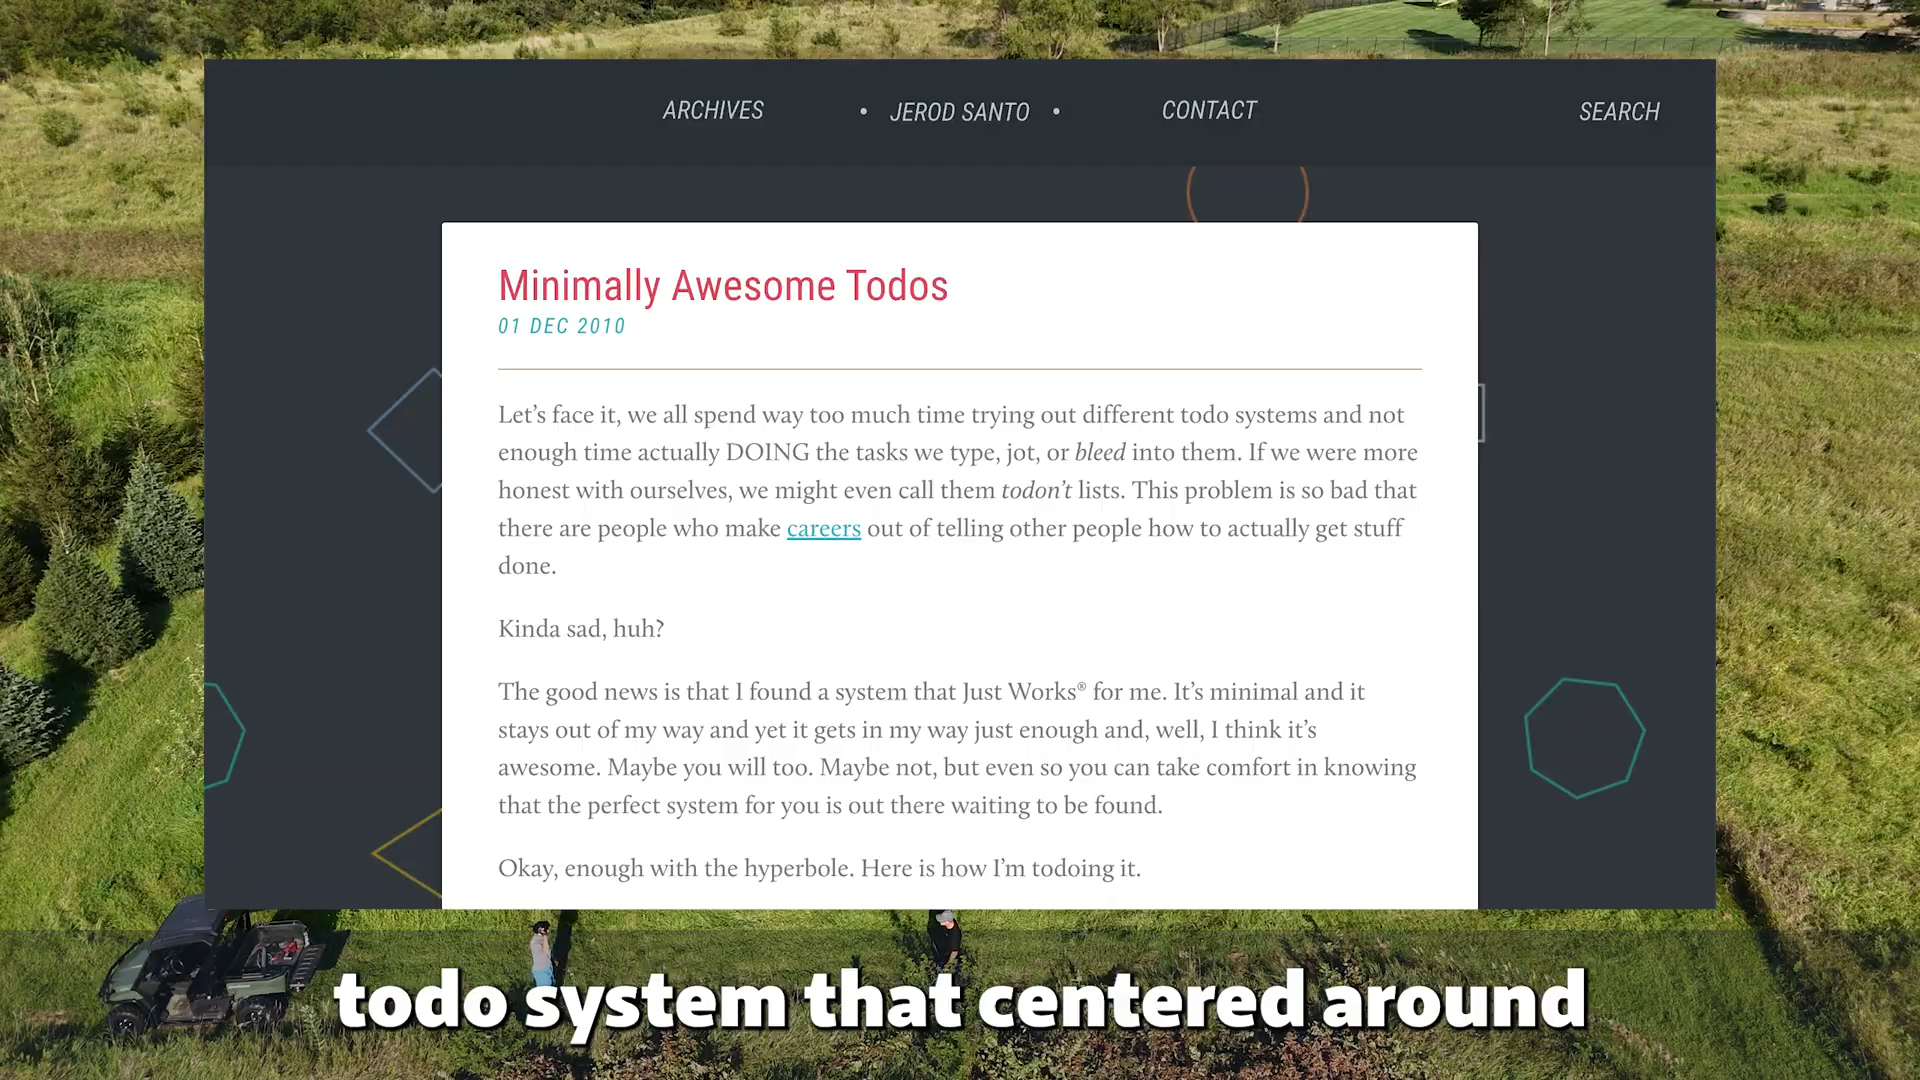 ARCHIVES • JEROD SANTO • CONTACT SEARCH
Minimally Awesome Todos
01 DEC 2010
Let’s face it, we all spend way too much time trying out different todo systems and not
enough time actually DOING the tasks we type, jot, or bleed into them. If we were more
honest with ourselves, we might even call them todon’t lists. This problem is so bad that
there are people who make careers out of telling other people how to actually get stuff
done.
Kinda sad, huh?
The good news is that I found a system that Just Works® for me. It’s minimal and it
stays out of my way and yet it gets in my way just enough and, well, I think it’s
awesome. Maybe you will too. Maybe not, but even so you can take comfort in knowing
that the perfect system for you is out there waiting to be found.
Okay, enough with the hyperbole. Here is how I’m todoing it.
todo system that centered around